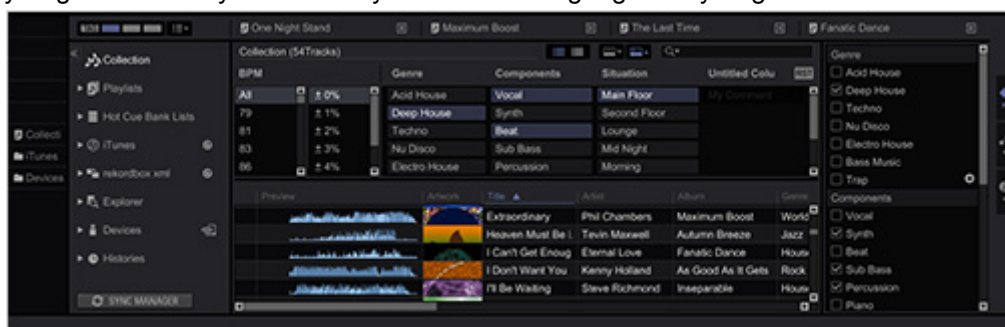 One Night Stand
Maximum Boost
The Last Time
Fanatic Dance
Collection
Playlists
Hot Cue Bank Lists
iTunes
rekordbox xml
Explorer
Devices
Histories
SYNC MANAGER
Collecti
iTunes
Devices
Collection (54Tracks)
BPM Genre Components Situation Untitled Colu
All ± 0% Acid House Vocal Main Floor My Comment
79 ± 1% Deep House Synth Second Floor
81 ± 2% Techno Beat Lounge
83 ± 3% Nu Disco Sub Bass Mid Night
86 ± 4% Electro House Percussion Morning
Preview Artwork Title Artist Album Genre
Extraordinary Phil Chambers Maximum Boost World
Heaven Must Be I. Tevin Maxwell Autumn Breeze Jazz
I Can't Get Enoug Eternal Love Fanatic Dance House
I Don't Want You Kenny Holland As Good As It Gets Rock
I'll Be Waiting Steve Richmond Inseparable House
Genre
Acid House
Deep House
Techno
Nu Disco
Electro House
Bass Music
Trap
Components
Vocal
Synth
Beat
Sub Bass
Percussion
Piano